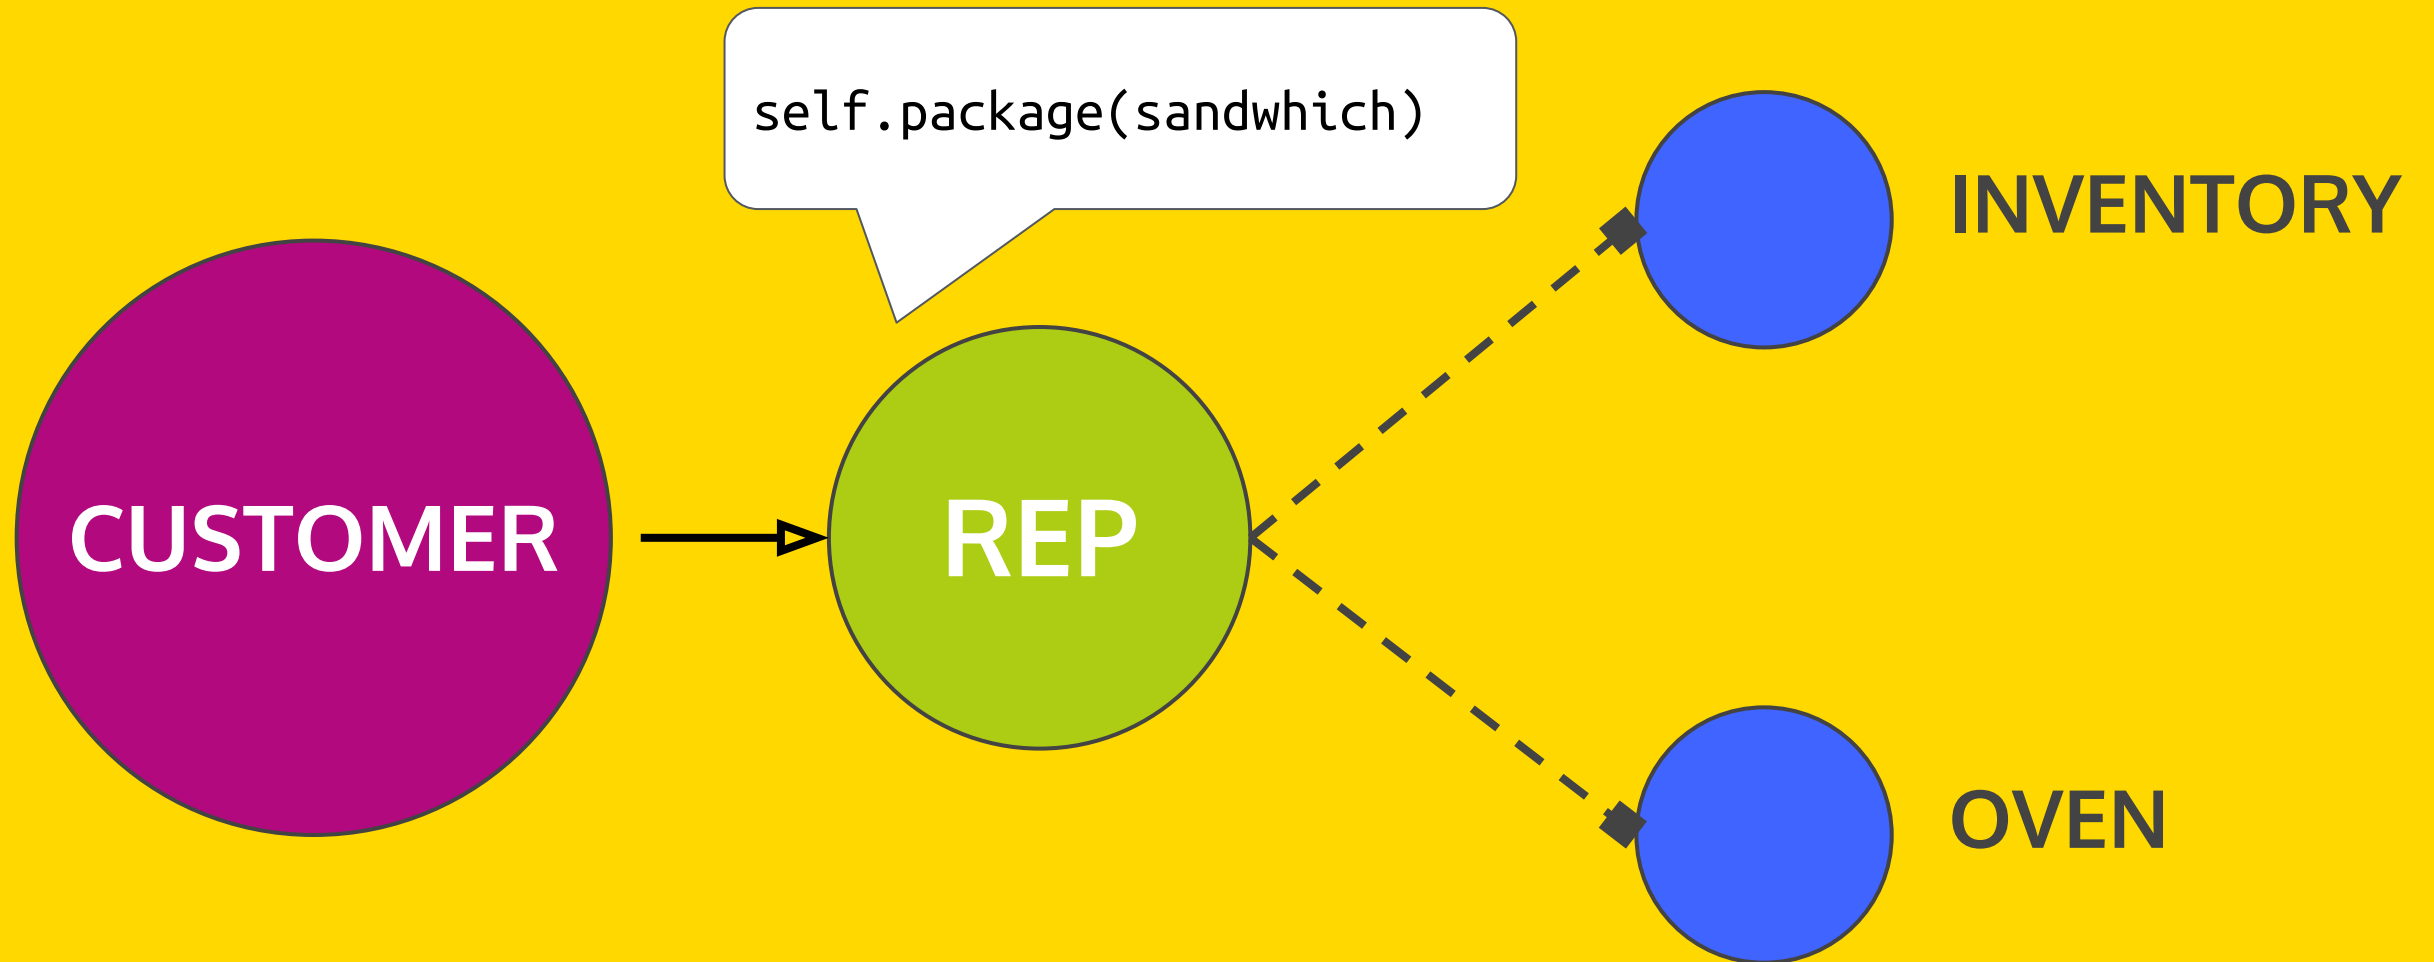 self.package(sandwhich)
INVENTORY
CUSTOMER
REP
OVEN